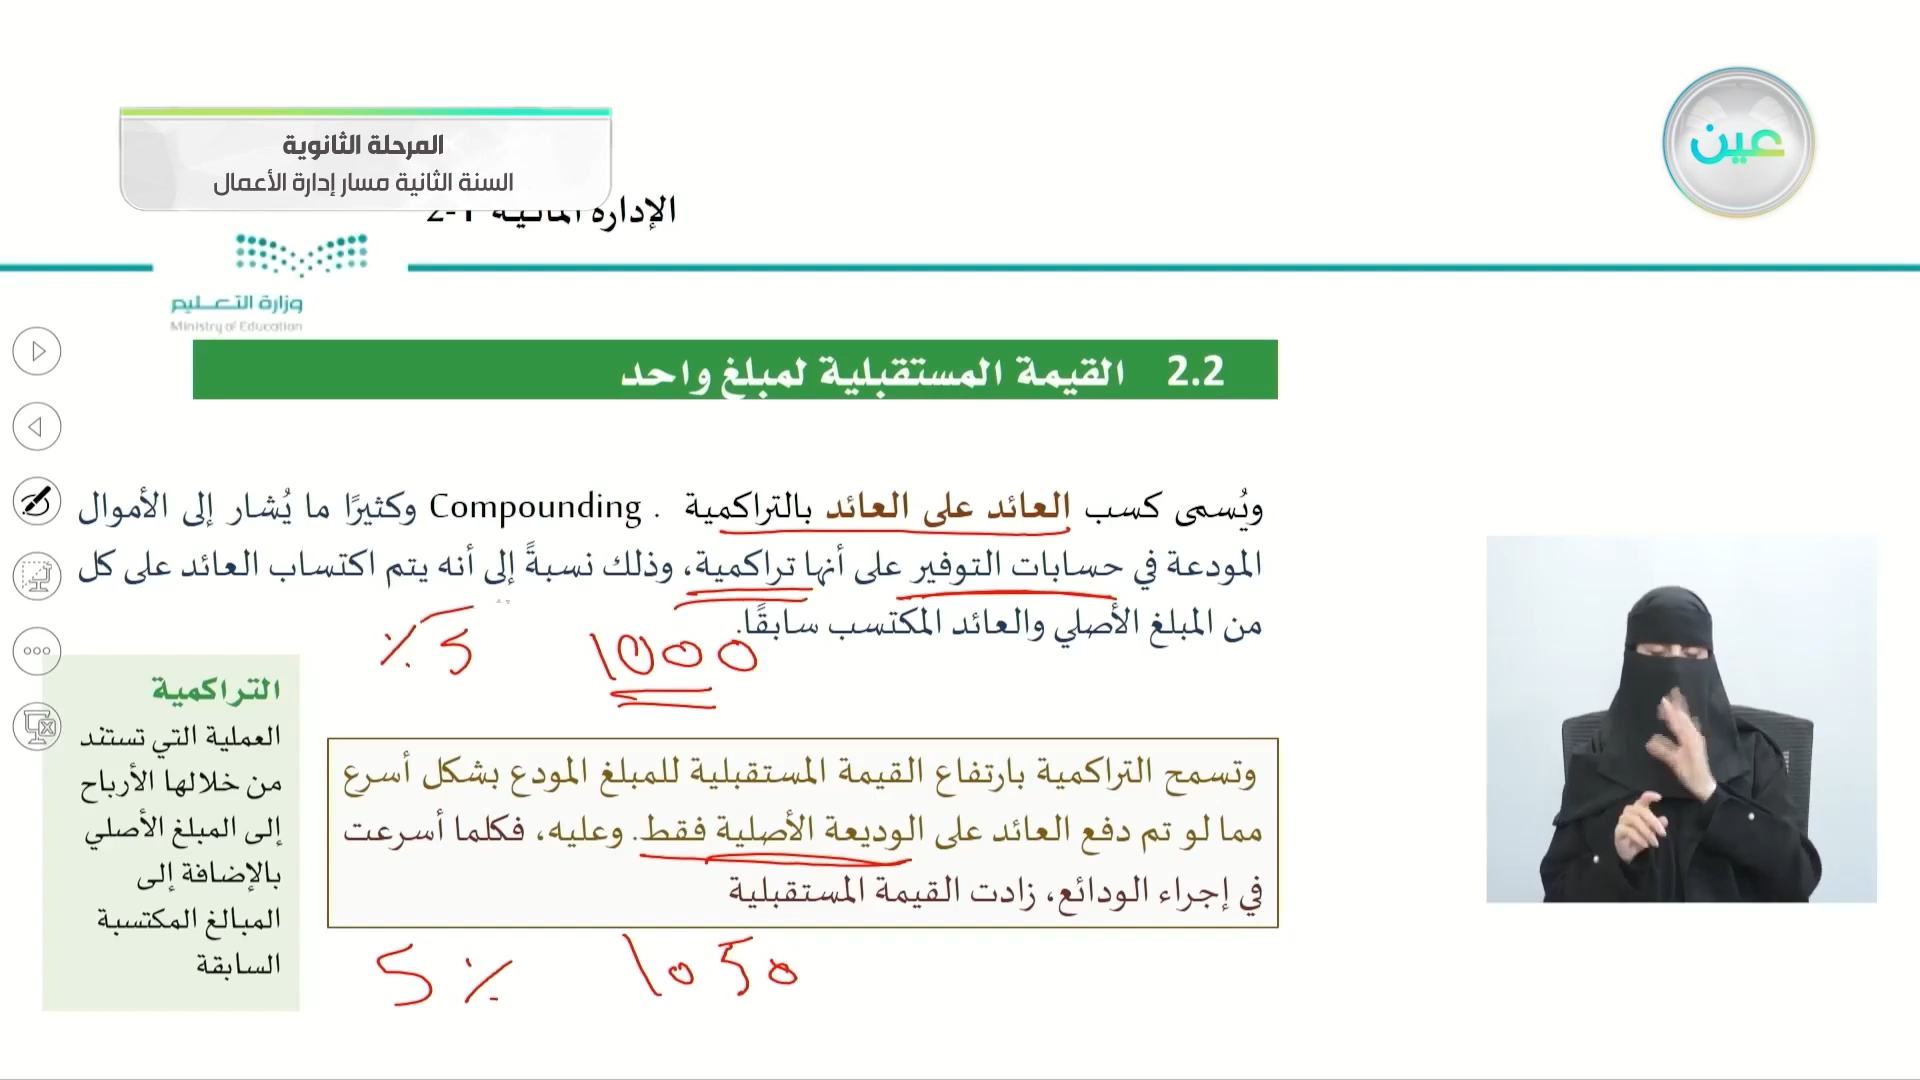 عين
المرحلة الثانوية
السنة الثانية مسار إدارة الأعمال
الإدارة المالية 1-2
وزارة التعليم
Ministry of Education
2.2 القيمة المستقبلية لمبلغ واحد
ويُسمى كسب العائد على العائد بالتراكمية Compounding . وكثيرًا ما يُشار إلى الأموال
المودعة في حسابات التوفير على أنها تراكمية، وذلك نسبةً إلى أنه يتم اكتساب العائد على كل
من المبلغ الأصلي والعائد المكتسب سابقًا.
1000 5٪
وتسمح التراكمية بارتفاع القيمة المستقبلية للمبلغ المودع بشكل أسرع
مما لو تم دفع العائد على الوديعة الأصلية فقط. وعليه، فكلما أسرعت
في إجراء الودائع، زادت القيمة المستقبلية
1050 5٪
التراكمية
العملية التي تستند
من خلالها الأرباح
إلى المبلغ الأصلي
بالإضافة إلى
المبالغ المكتسبة
السابقة